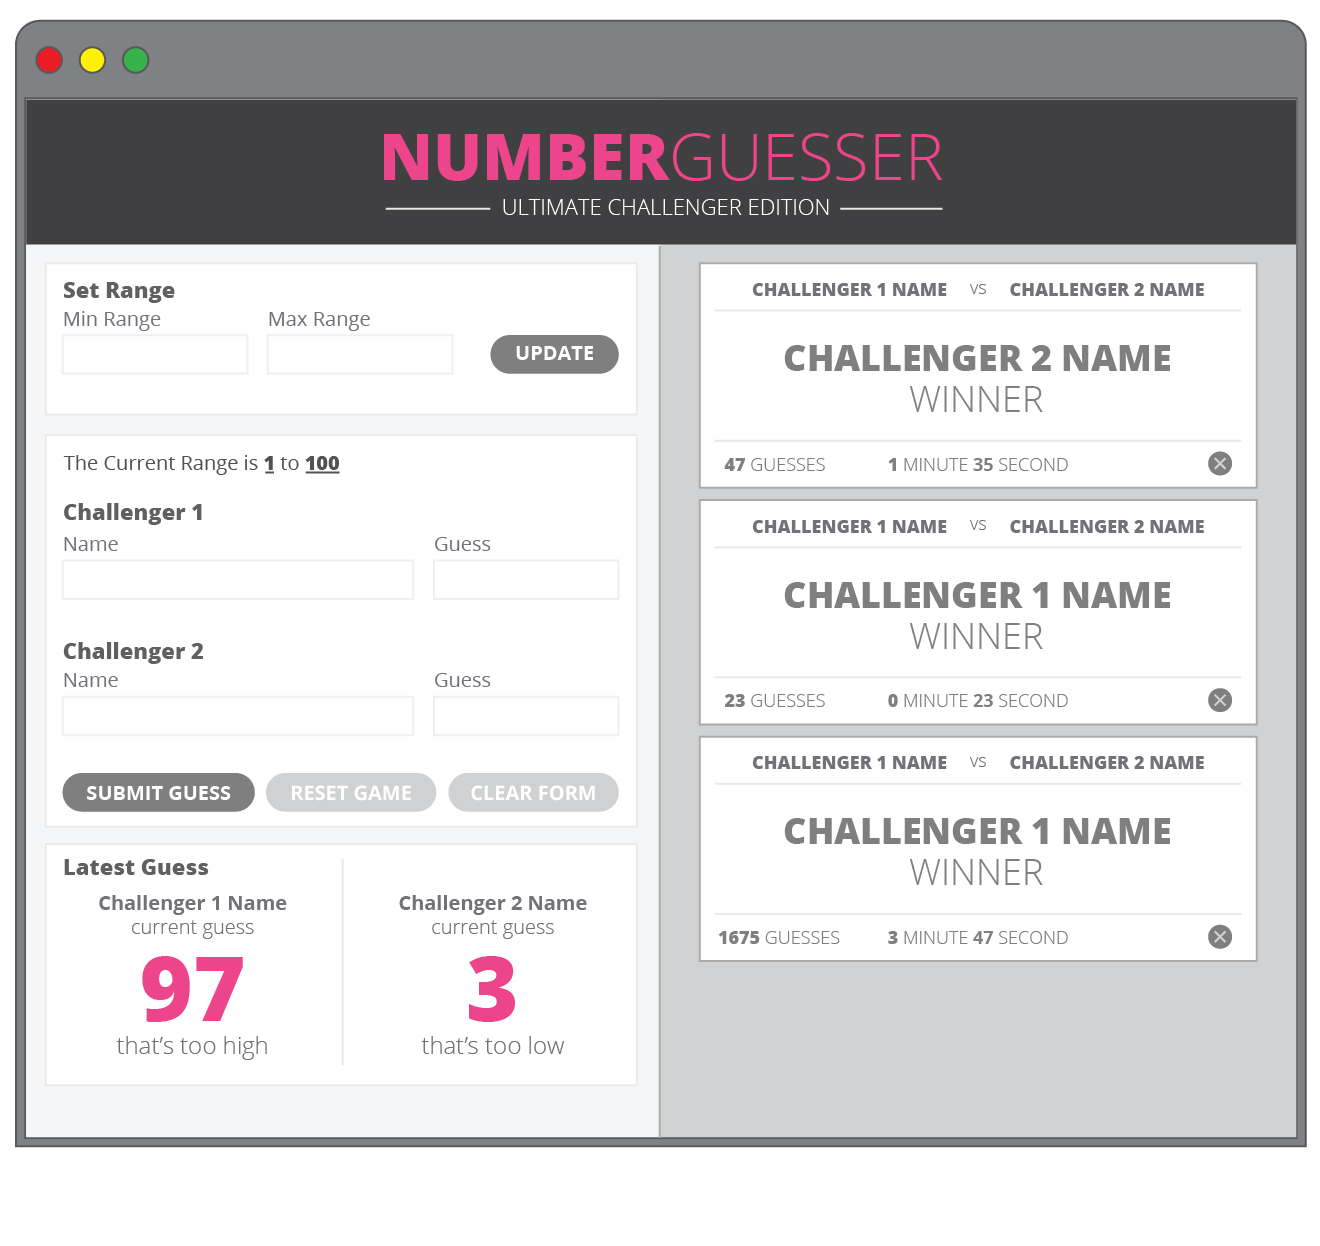 NUMBERGUESSER
ULTIMATE CHALLENGER EDITION
Set Range
Min Range Max Range
UPDATE
The Current Range is 1 to 100
Challenger 1
Name Guess
Challenger 2
Name Guess
SUBMIT GUESS RESET GAME CLEAR FORM
Latest Guess
Challenger 1 Name
current guess
97
that’s too high
Challenger 2 Name
current guess
3
that’s too low
CHALLENGER 1 NAME VS CHALLENGER 2 NAME
CHALLENGER 2 NAME
WINNER
47 GUESSES 1 MINUTE 35 SECOND
CHALLENGER 1 NAME VS CHALLENGER 2 NAME
CHALLENGER 1 NAME
WINNER
23 GUESSES 0 MINUTE 23 SECOND
CHALLENGER 1 NAME VS CHALLENGER 2 NAME
CHALLENGER 1 NAME
WINNER
1675 GUESSES 3 MINUTE 47 SECOND